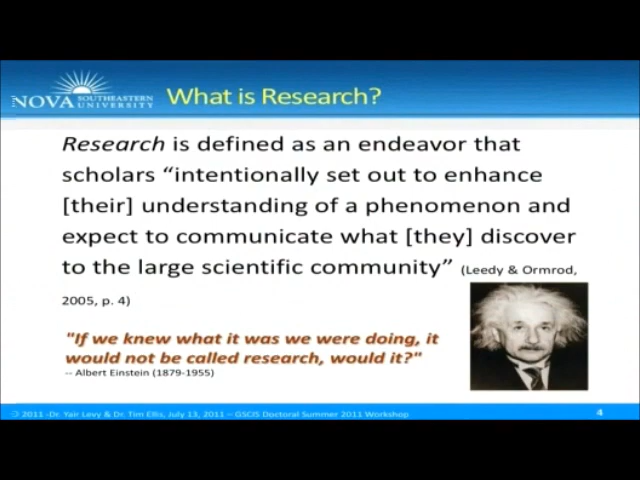 NOVA SOUTHEASTERN
UNIVERSITY
What is Research?
Research is defined as an endeavor that
scholars “intentionally set out to enhance
[their] understanding of a phenomenon and
expect to communicate what [they] discover
to the large scientific community” (Leedy & Ormrod,
2005, p. 4)
"If we knew what it was we were doing, it
would not be called research, would it?"
-- Albert Einstein (1879-1955)
© 2011 -Dr. Yair Levy & Dr. Tim Ellis, July 13, 2011 – GSCIS Doctoral Summer 2011 Workshop
4